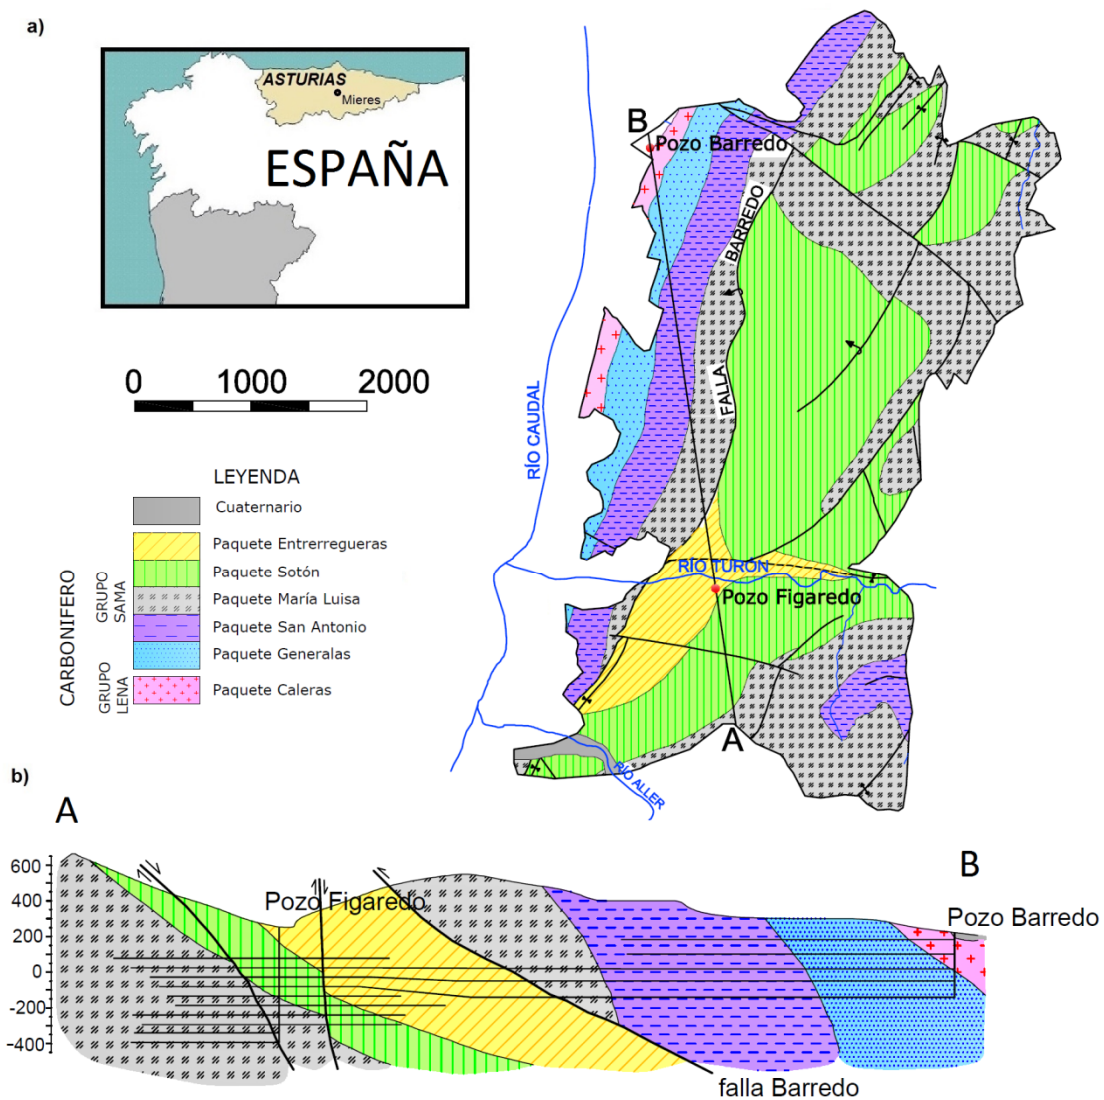 a)
ASTURIAS
Mieres
ESPAÑA
B
Pozo Barredo
FALLA BARREDO
RÍO CAUDAL
0 1000 2000
LEYENDA
Cuaternario
CARBONIFERO
GRUPO SAMA
Paquete Entrerregueras
Paquete Sotón
Paquete María Luisa
Paquete San Antonio
Paquete Generalas
GRUPO LENA
Paquete Caleras
RÍO TURÓN
Pozo Figaredo
A
RÍO ALLER
b)
A
B
Pozo Figaredo
Pozo Barredo
600
400
200
0
-200
-400
falla Barredo